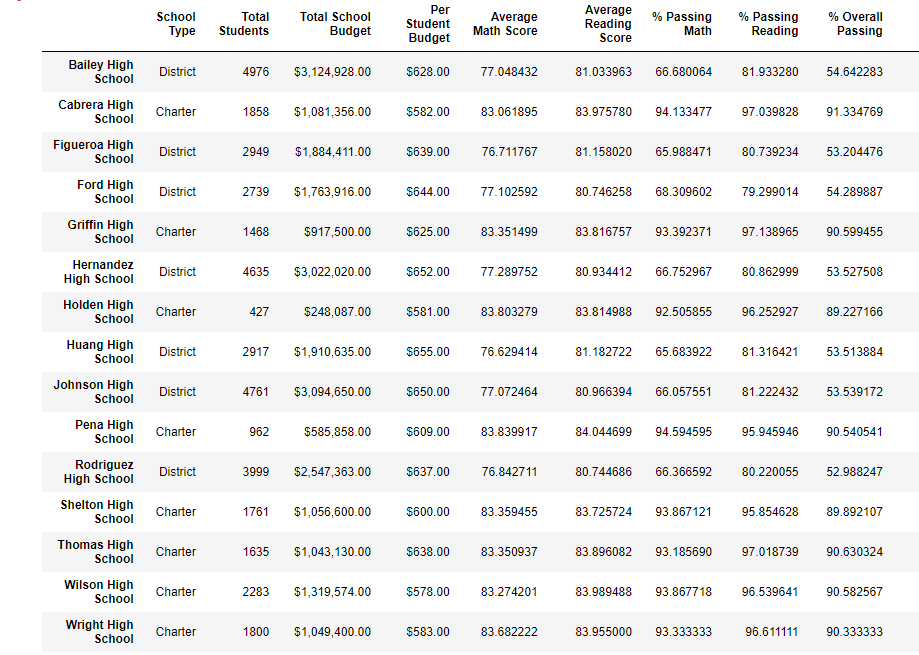 School Type Total Students Total School Budget Per Student Budget Average Math Score Average Reading Score % Passing Math % Passing Reading % Overall Passing
Bailey High School District 4976 $3,124,928.00 $628.00 77.048432 81.033963 66.680064 81.933280 54.642283
Cabrera High School Charter 1858 $1,081,356.00 $582.00 83.061895 83.975780 94.133477 97.039828 91.334769
Figueroa High School District 2949 $1,884,411.00 $639.00 76.711767 81.158020 65.988471 80.739234 53.204476
Ford High School District 2739 $1,763,916.00 $644.00 77.102592 80.746258 68.309602 79.299014 54.289887
Griffin High School Charter 1468 $917,500.00 $625.00 83.351499 83.816757 93.392371 97.138965 90.599455
Hernandez High School District 4635 $3,022,020.00 $652.00 77.289752 80.934412 66.752967 80.862999 53.527508
Holden High School Charter 427 $248,087.00 $581.00 83.803279 83.814988 92.505855 96.252927 89.227166
Huang High School District 2917 $1,910,635.00 $655.00 76.629414 81.182722 65.683922 81.316421 53.513884
Johnson High School District 4761 $3,094,650.00 $650.00 77.072464 80.966394 66.057551 81.222432 53.539172
Pena High School Charter 962 $585,858.00 $609.00 83.839917 84.044699 94.594595 95.945946 90.540541
Rodriguez High School District 3999 $2,547,363.00 $637.00 76.842711 80.744686 66.366592 80.220055 52.988247
Shelton High School Charter 1761 $1,056,600.00 $600.00 83.359455 83.725724 93.867121 95.854628 89.892107
Thomas High School Charter 1635 $1,043,130.00 $638.00 83.350937 83.896082 93.185690 97.018739 90.630324
Wilson High School Charter 2283 $1,319,574.00 $578.00 83.274201 83.989488 93.867718 96.539641 90.582567
Wright High School Charter 1800 $1,049,400.00 $583.00 83.682222 83.955000 93.333333 96.611111 90.333333